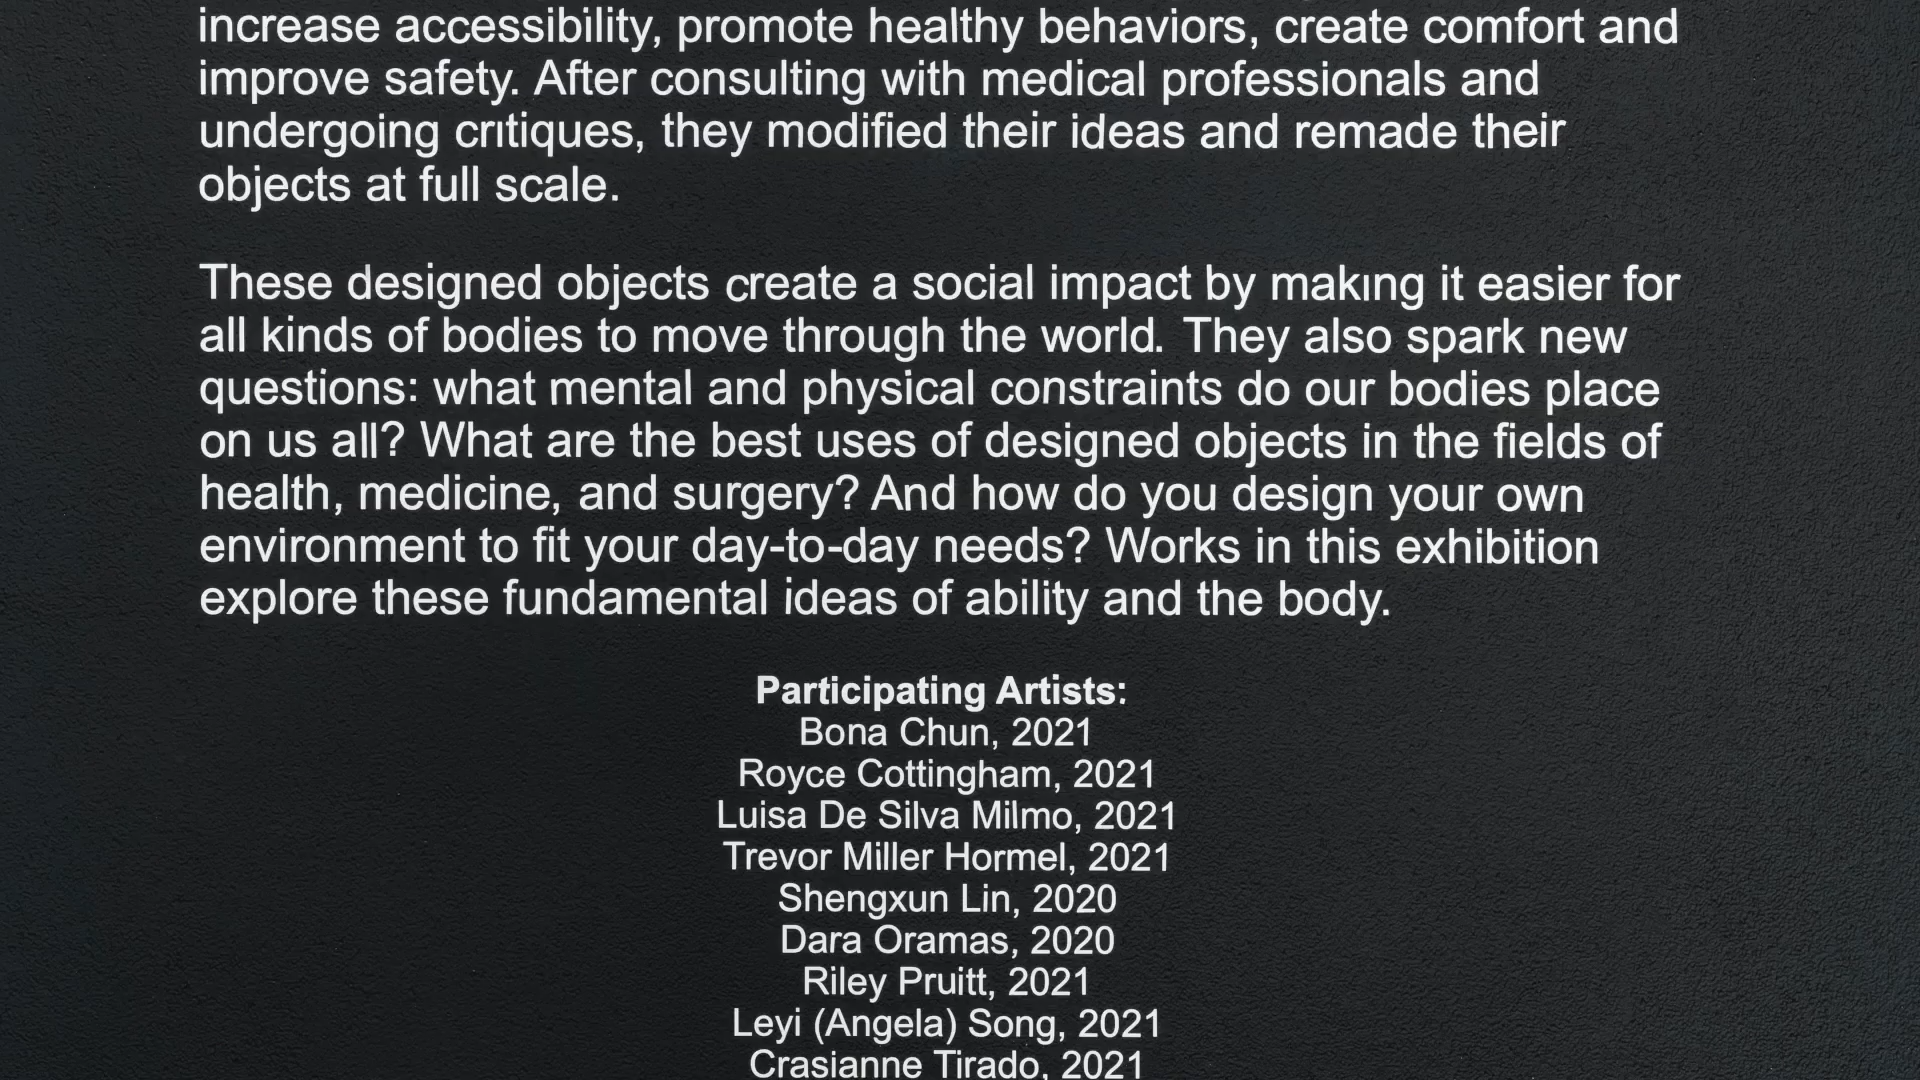 increase accessibility, promote healthy behaviors, create comfort and
improve safety. After consulting with medical professionals and
undergoing critiques, they modified their ideas and remade their
objects at full scale.
These designed objects create a social impact by making it easier for
all kinds of bodies to move through the world. They also spark new
questions: what mental and physical constraints do our bodies place
on us all? What are the best uses of designed objects in the fields of
health, medicine, and surgery? And how do you design your own
environment to fit your day-to-day needs? Works in this exhibition
explore these fundamental ideas of ability and the body.
Participating Artists:
Bona Chun, 2021
Royce Cottingham, 2021
Luisa De Silva Milmo, 2021
Trevor Miller Hormel, 2021
Shengxun Lin, 2020
Dara Oramas, 2020
Riley Pruitt, 2021
Leyi (Angela) Song, 2021
Crasianne Tirado, 2021